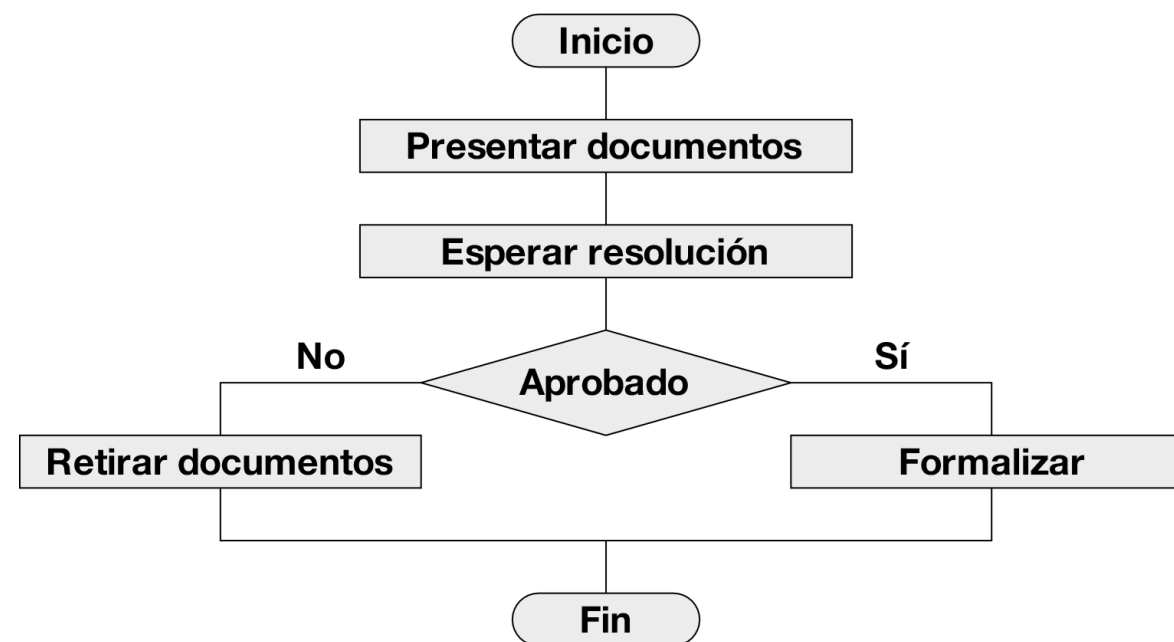 Inicio
Presentar documentos
Esperar resolución
No
Sí
Aprobado
Retirar documentos
Formalizar
Fin